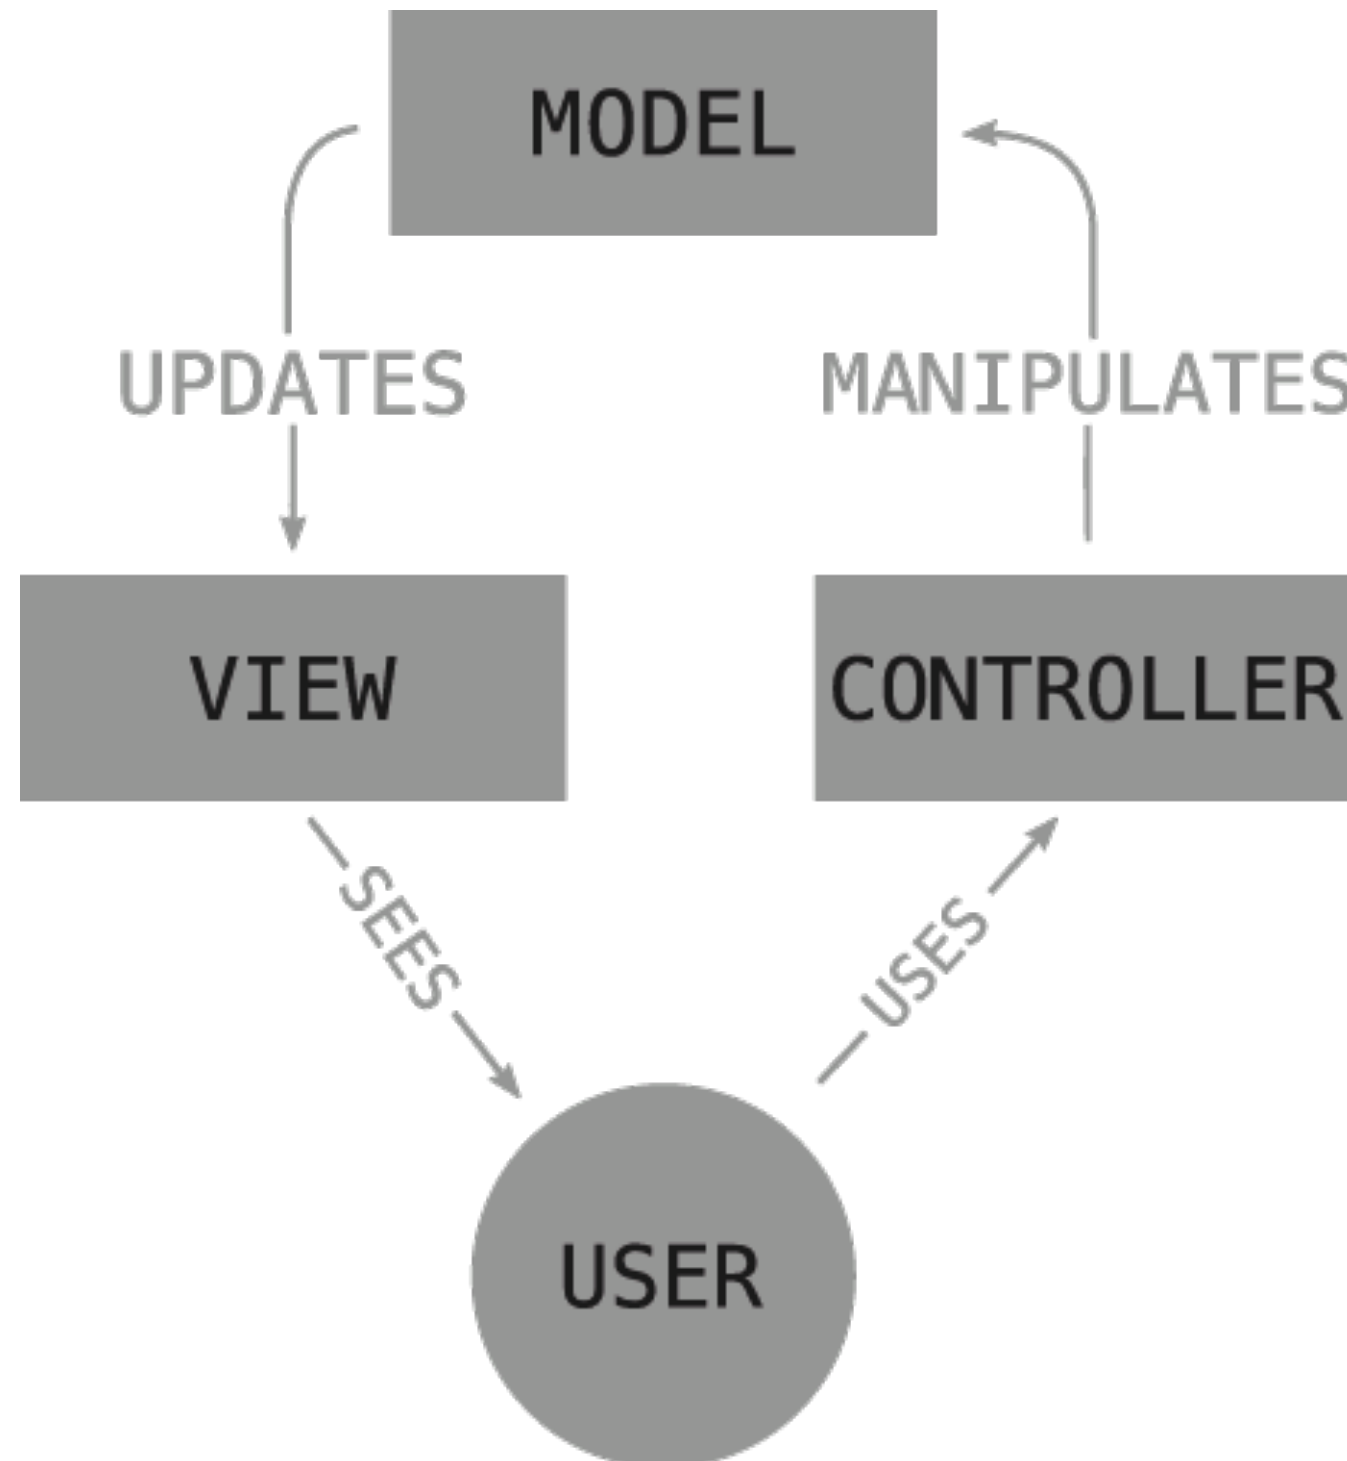 MODEL
UPDATES
MANIPULATES
VIEW
CONTROLLER
SEES
USES
USER